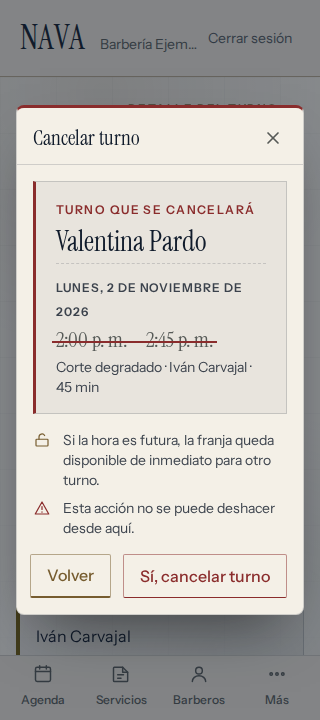 NAVA
Barbería Ejem...
Cerrar sesión
Cancelar turno
TURNO QUE SE CANCELARÁ
Valentina Pardo
LUNES, 2 DE NOVIEMBRE DE
2026
2:00 p. m. – 2:45 p. m.
Corte degradado · Iván Carvajal ·
45 min
Si la hora es futura, la franja queda
disponible de inmediato para otro
turno.
Esta acción no se puede deshacer
desde aquí.
Volver
Sí, cancelar turno
Iván Carvajal
Agenda
Servicios
Barberos
Más